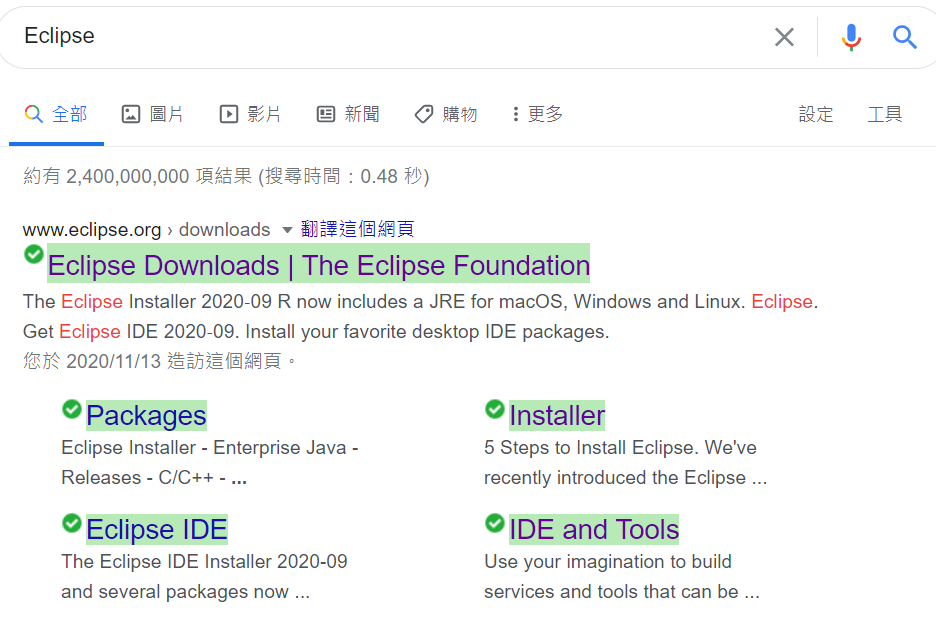 Eclipse
全部 圖片 影片 新聞 購物 更多 設定 工具
約有 2,400,000,000 項結果 (搜尋時間：0.48 秒)
www.eclipse.org › downloads 翻譯這個網頁
Eclipse Downloads | The Eclipse Foundation
The Eclipse Installer 2020-09 R now includes a JRE for macOS, Windows and Linux. Eclipse.
Get Eclipse IDE 2020-09. Install your favorite desktop IDE packages.
您於 2020/11/13 造訪這個網頁。
Packages
Eclipse Installer - Enterprise Java -
Releases - C/C++ - ...
Installer
5 Steps to Install Eclipse. We've
recently introduced the Eclipse ...
Eclipse IDE
The Eclipse IDE Installer 2020-09
and several packages now ...
IDE and Tools
Use your imagination to build
services and tools that can be ...